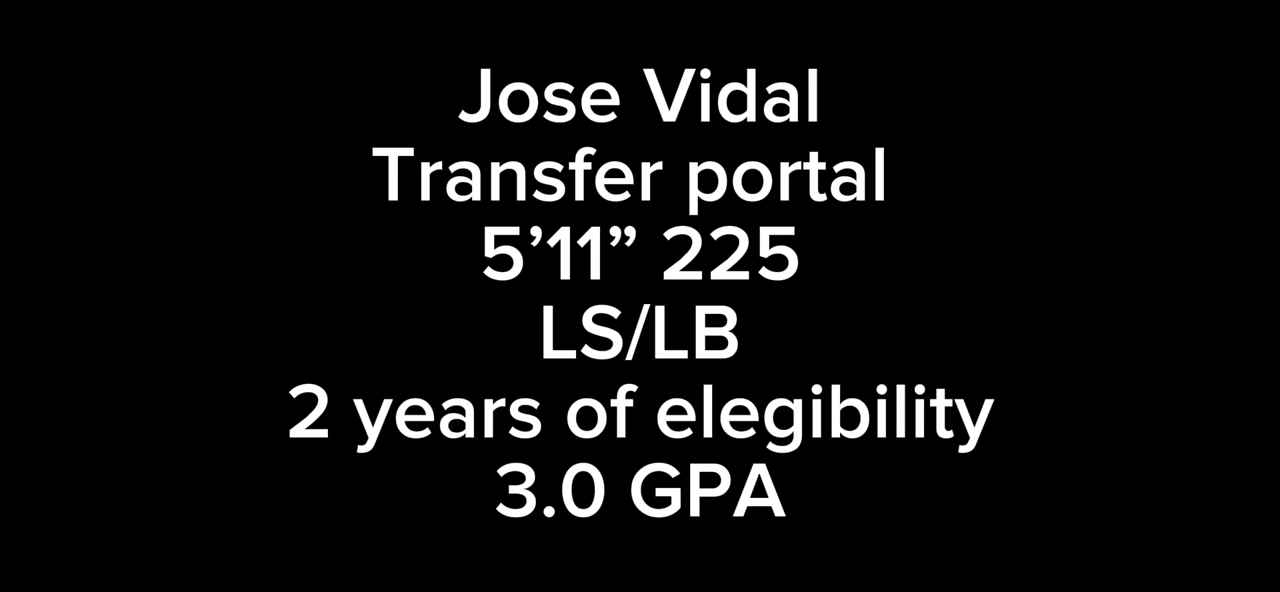 Jose Vidal
Transfer portal
5’11” 225
LS/LB
2 years of elegibility
3.0 GPA